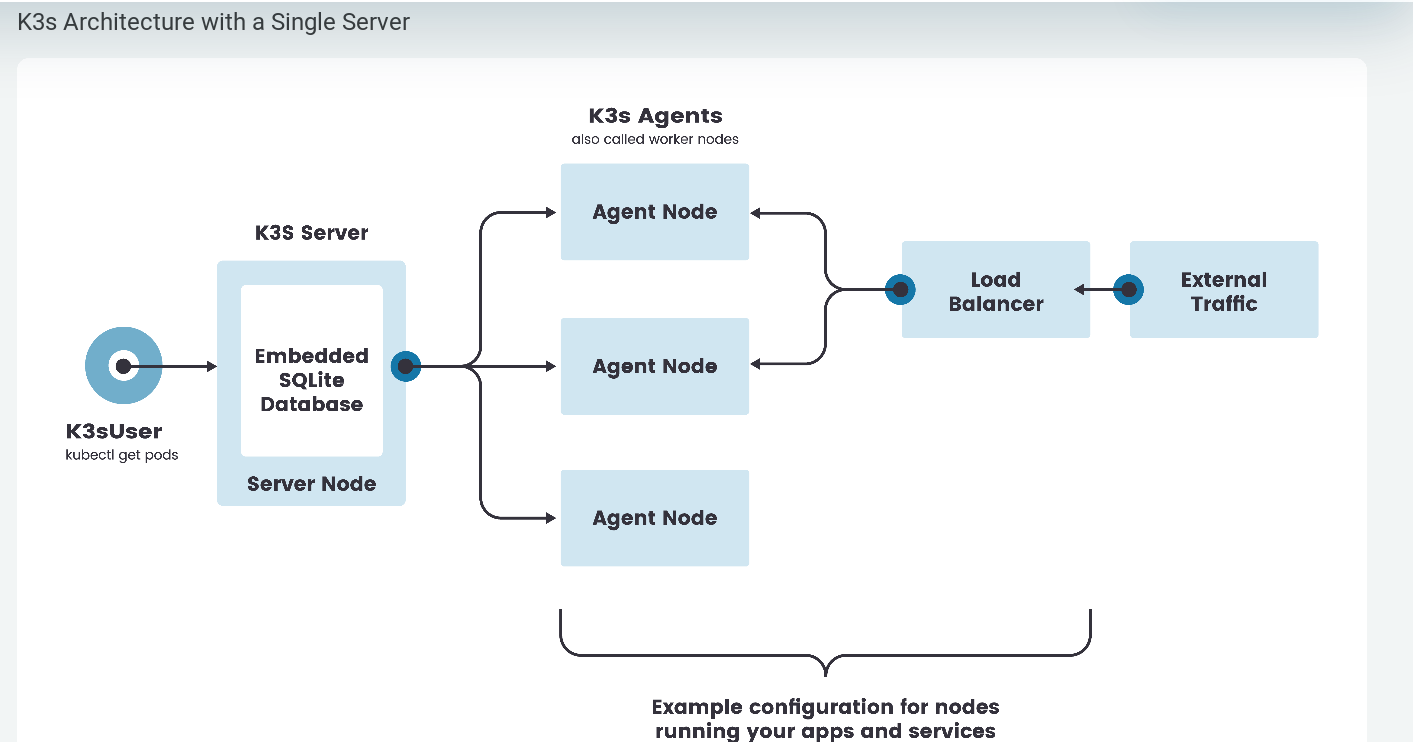 K3s Architecture with a Single Server
K3s Agents
also called worker nodes
Agent Node
K3S Server
Embedded
SQLite
Database
Server Node
K3sUser
kubectl get pods
Agent Node
Agent Node
Load
Balancer
External
Traffic
Example configuration for nodes
running your apps and services